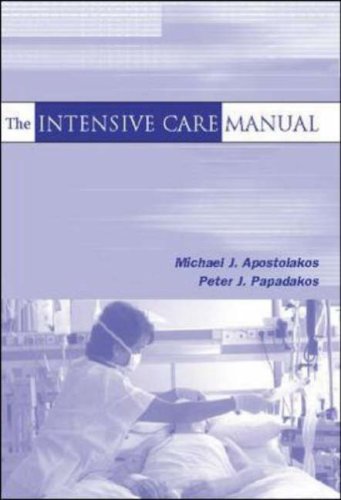 The INTENSIVE CARE MANUAL
Michael J. Apostolakos
Peter J. Papadakos